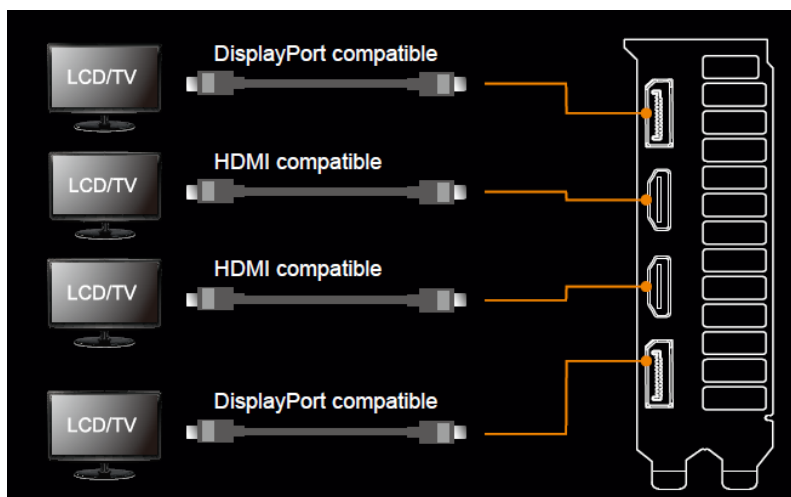 DisplayPort compatible
LCD/TV
HDMI compatible
LCD/TV
HDMI compatible
LCD/TV
DisplayPort compatible
LCD/TV